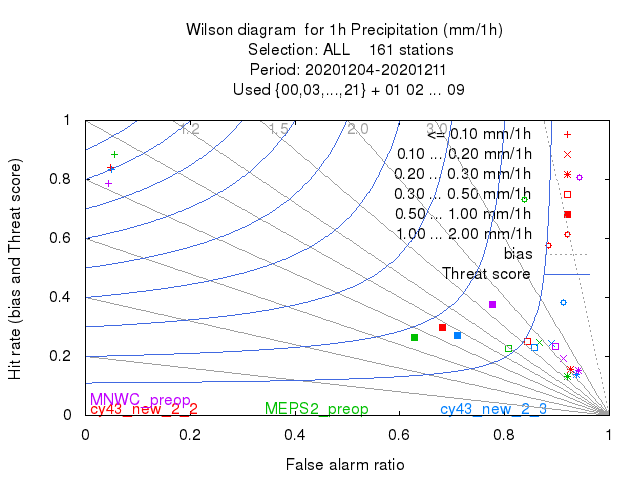 Wilson diagram for 1h Precipitation (mm/1h)
Selection: ALL 161 stations
Period: 20201204-20201211
Used {00,03,...,21} + 01 02 ... 09
Hit rate (bias and Threat score)
1
0.8
0.6
0.4
0.2
0
1.2
1.5
2.0
3.0
<= 0.10 mm/1h
0.10 ... 0.20 mm/1h
0.20 ... 0.30 mm/1h
0.30 ... 0.50 mm/1h
0.50 ... 1.00 mm/1h
1.00 ... 2.00 mm/1h
bias
Threat score
MNWC_preop
cy43_new_2_2
MEPS2_preop
cy43_new_2_3
0 0.2 0.4 0.6 0.8 1
False alarm ratio